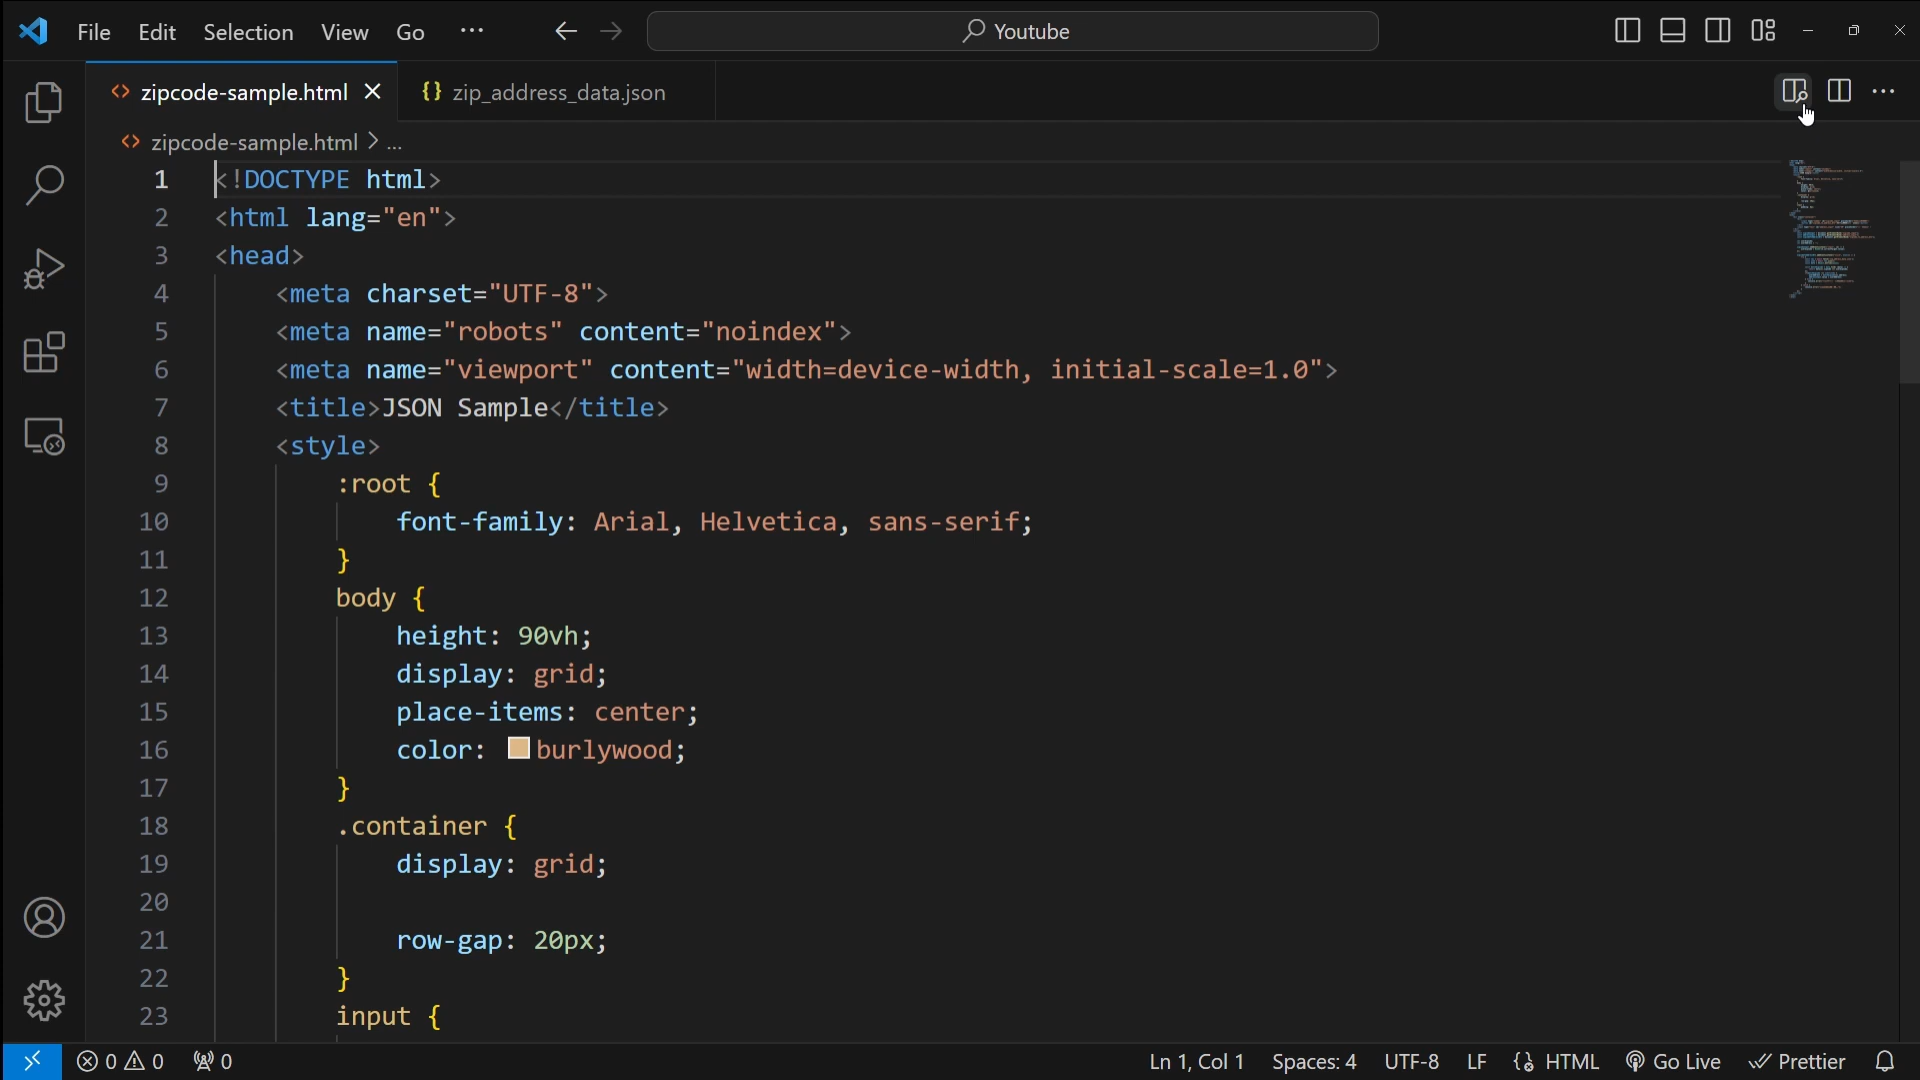 File Edit Selection View Go ··· Youtube
<> zipcode-sample.html {} zip_address_data.json
<> zipcode-sample.html > ...
1 <!DOCTYPE html>
2 <html lang="en">
3 <head>
4 <meta charset="UTF-8">
5 <meta name="robots" content="noindex">
6 <meta name="viewport" content="width=device-width, initial-scale=1.0">
7 <title>JSON Sample</title>
8 <style>
9 :root {
10 font-family: Arial, Helvetica, sans-serif;
11 }
12 body {
13 height: 90vh;
14 display: grid;
15 place-items: center;
16 color: burlywood;
17 }
18 .container {
19 display: grid;
20
21 row-gap: 20px;
22 }
23 input {
0 0 0 Ln 1, Col 1 Spaces: 4 UTF-8 LF {} HTML Go Live Prettier